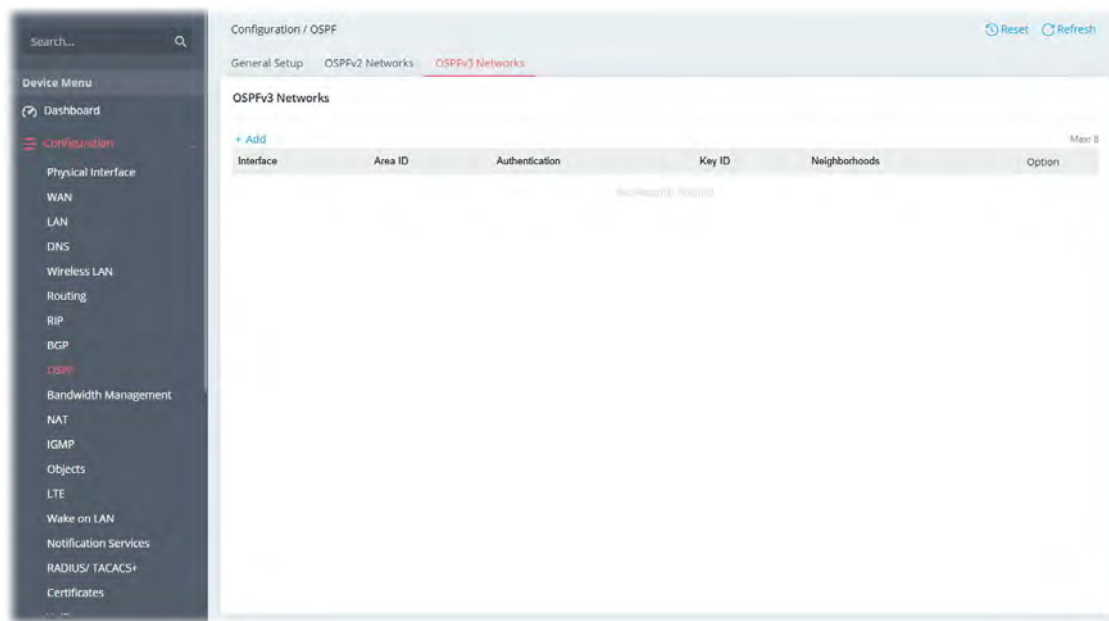 Search...
Device Menu
Dashboard
Configuration
Physical Interface
WAN
LAN
DNS
Wireless LAN
Routing
RIP
BGP
OSPF
Bandwidth Management
NAT
IGMP
Objects
LTE
Wake on LAN
Notification Services
RADIUS/ TACACS+
Certificates
Configuration / OSPF
Reset Refresh
General Setup OSPFv2 Networks OSPFv3 Networks
OSPFv3 Networks
+ Add Max: 8
Interface Area ID Authentication Key ID Neighborhoods Option